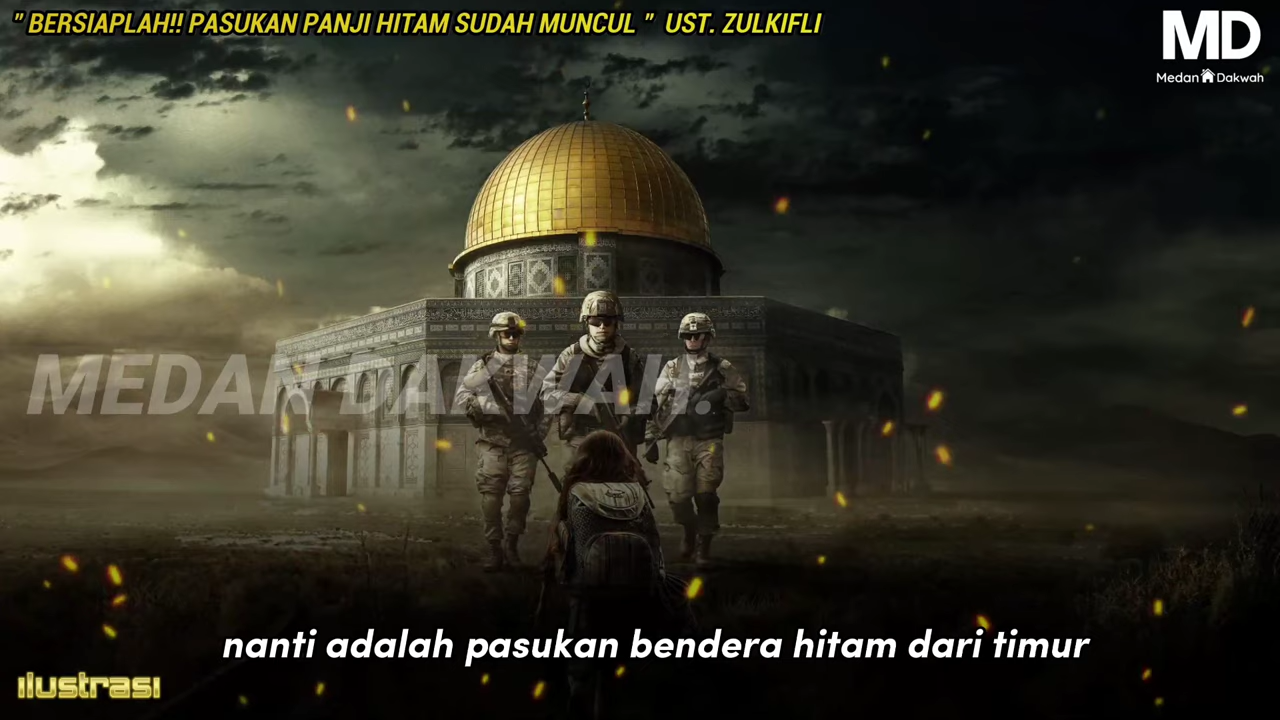 " BERSIAPLAH!! PASUKAN PANJI HITAM SUDAH MUNCUL " UST. ZULKIFLI
MD
Medan Dakwah
MEDAN DAKWAH.
nanti adalah pasukan bendera hitam dari timur
ilustrasi